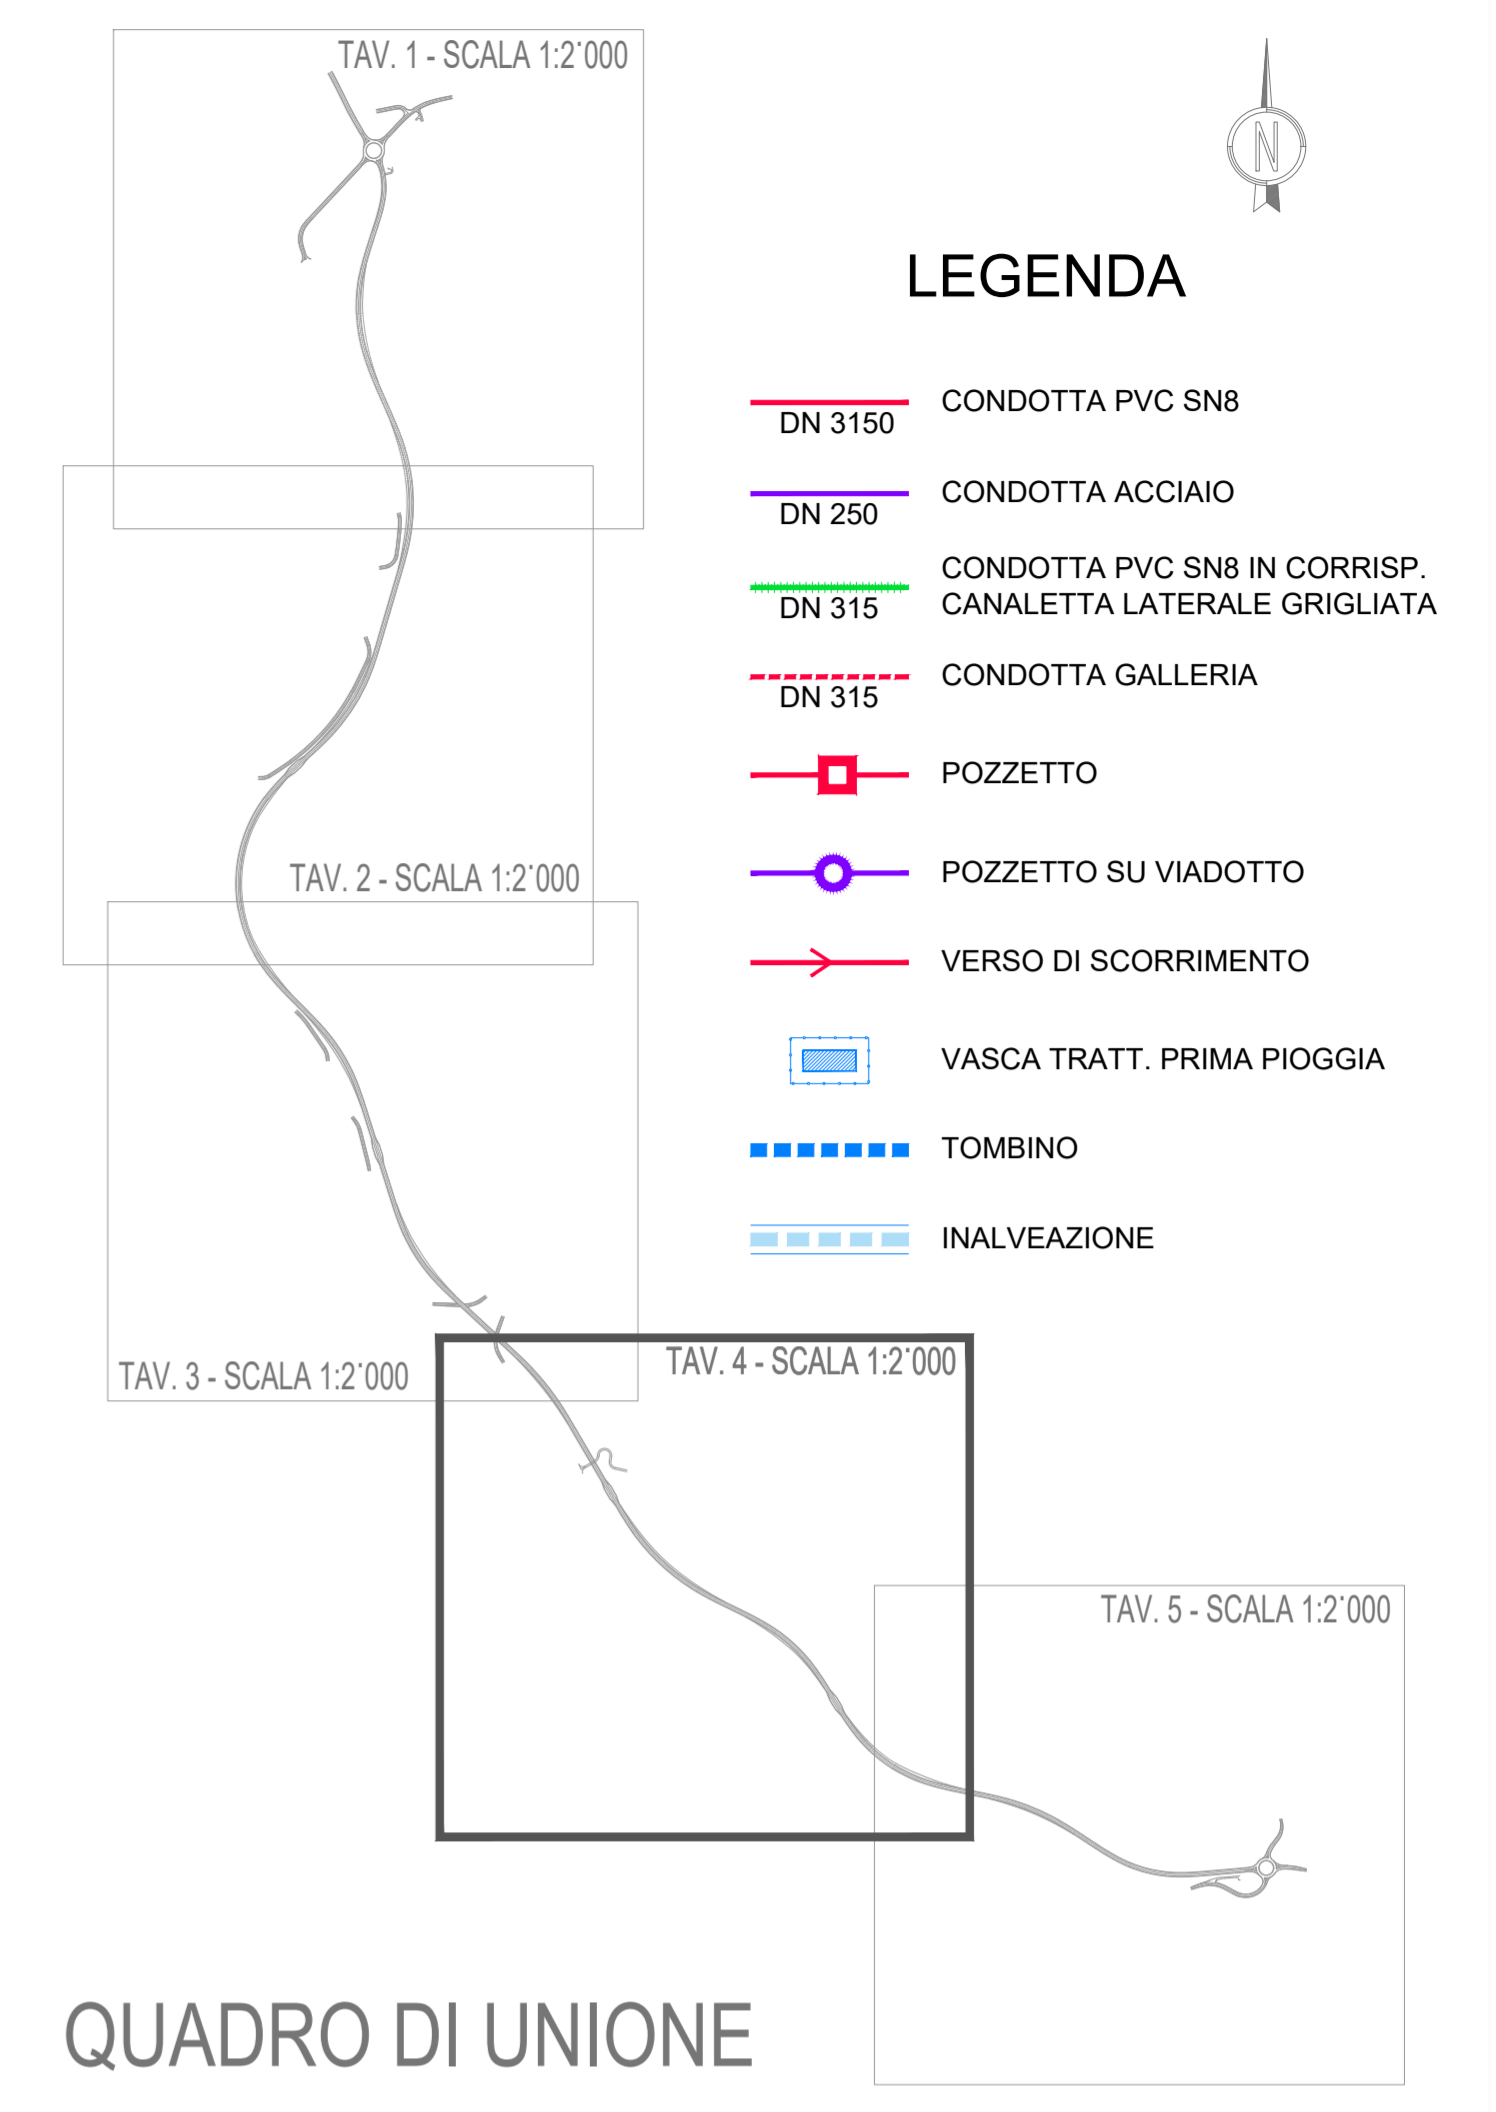 TAV. 1 - SCALA 1:2˙000
N
LEGENDA
DN 3150
CONDOTTA PVC SN8
DN 250
CONDOTTA ACCIAIO
DN 315
CONDOTTA PVC SN8 IN CORRISP.
CANALETTA LATERALE GRIGLIATA
DN 315
CONDOTTA GALLERIA
POZZETTO
POZZETTO SU VIADOTTO
VERSO DI SCORRIMENTO
VASCA TRATT. PRIMA PIOGGIA
TOMBINO
INALVEAZIONE
TAV. 2 - SCALA 1:2˙000
TAV. 3 - SCALA 1:2˙000
TAV. 4 - SCALA 1:2˙000
TAV. 5 - SCALA 1:2˙000
QUADRO DI UNIONE